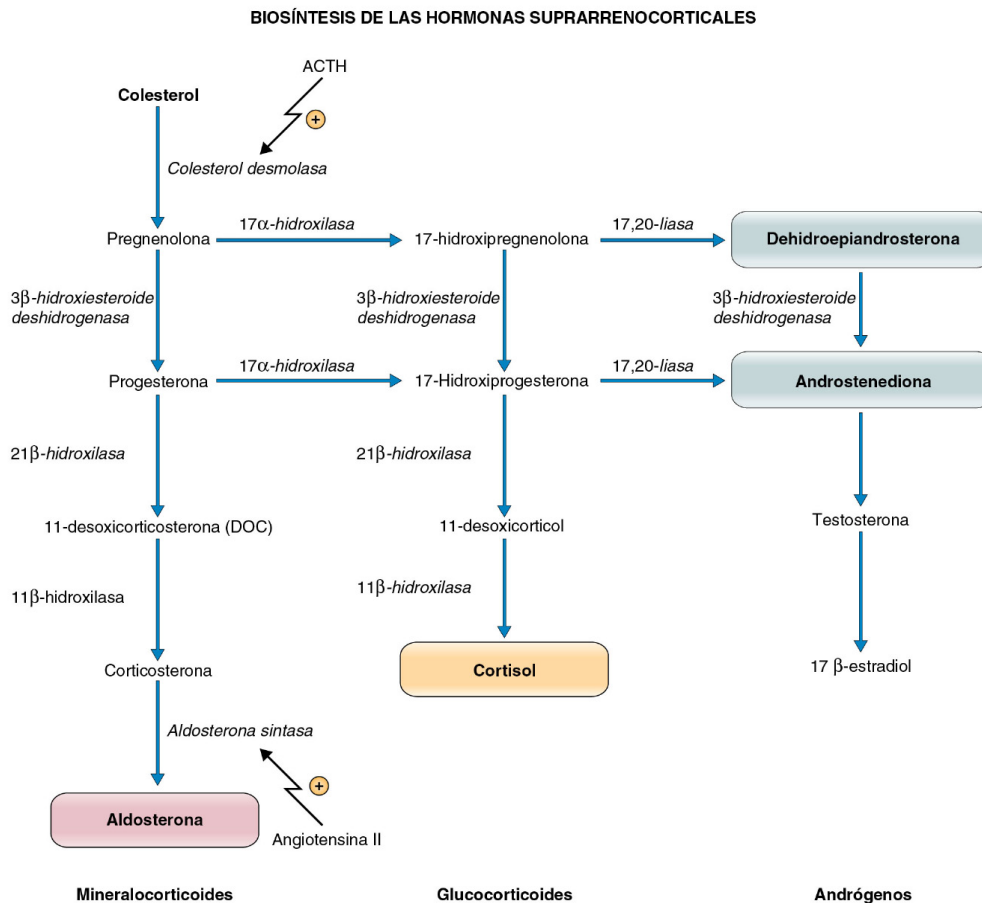 BIOSÍNTESIS DE LAS HORMONAS SUPRARRENOCORTICALES
ACTH
Colesterol
+
Colesterol desmolasa
Pregnenolona
17α-hidroxilasa
17-hidroxipregnenolona
17,20-liasa
Dehidroepiandrosterona
3β-hidroxiesteroide
deshidrogenasa
3β-hidroxiesteroide
deshidrogenasa
3β-hidroxiesteroide
deshidrogenasa
Progesterona
17α-hidroxilasa
17-Hidroxiprogesterona
17,20-liasa
Androstenediona
21β-hidroxilasa
21β-hidroxilasa
11-desoxicorticosterona (DOC)
11-desoxicorticol
Testosterona
11β-hidroxilasa
11β-hidroxilasa
Corticosterona
Cortisol
17 β-estradiol
Aldosterona sintasa
+
Aldosterona
Angiotensina II
Mineralocorticoides
Glucocorticoides
Andrógenos